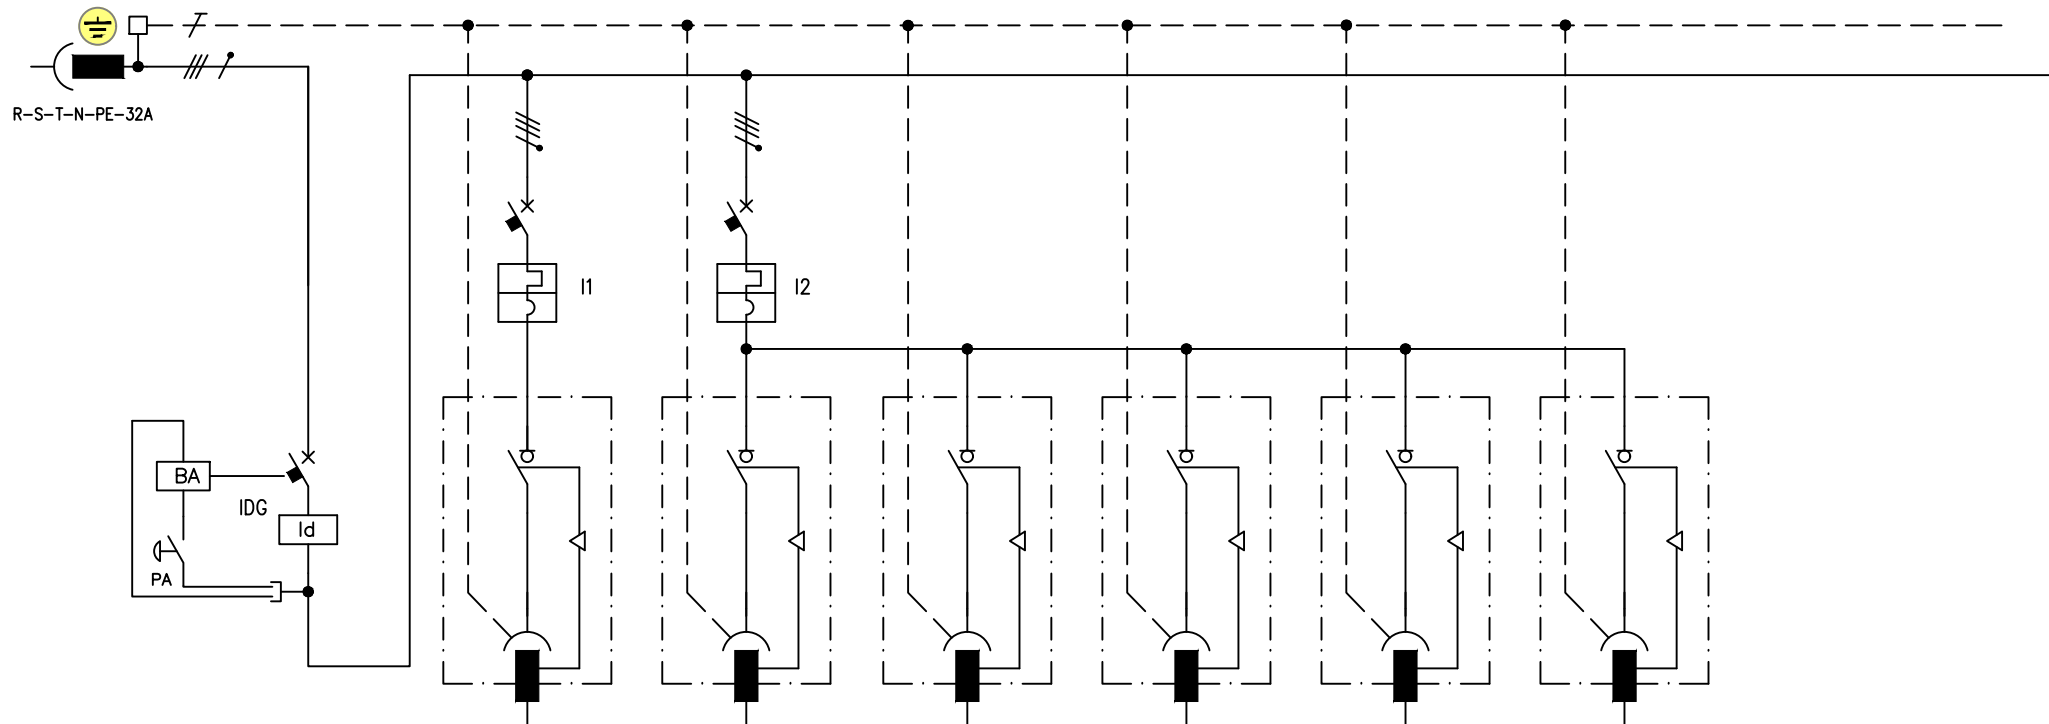 R-S-T-N-PE-32A
I1
I2
BA
IDG
Id
PA